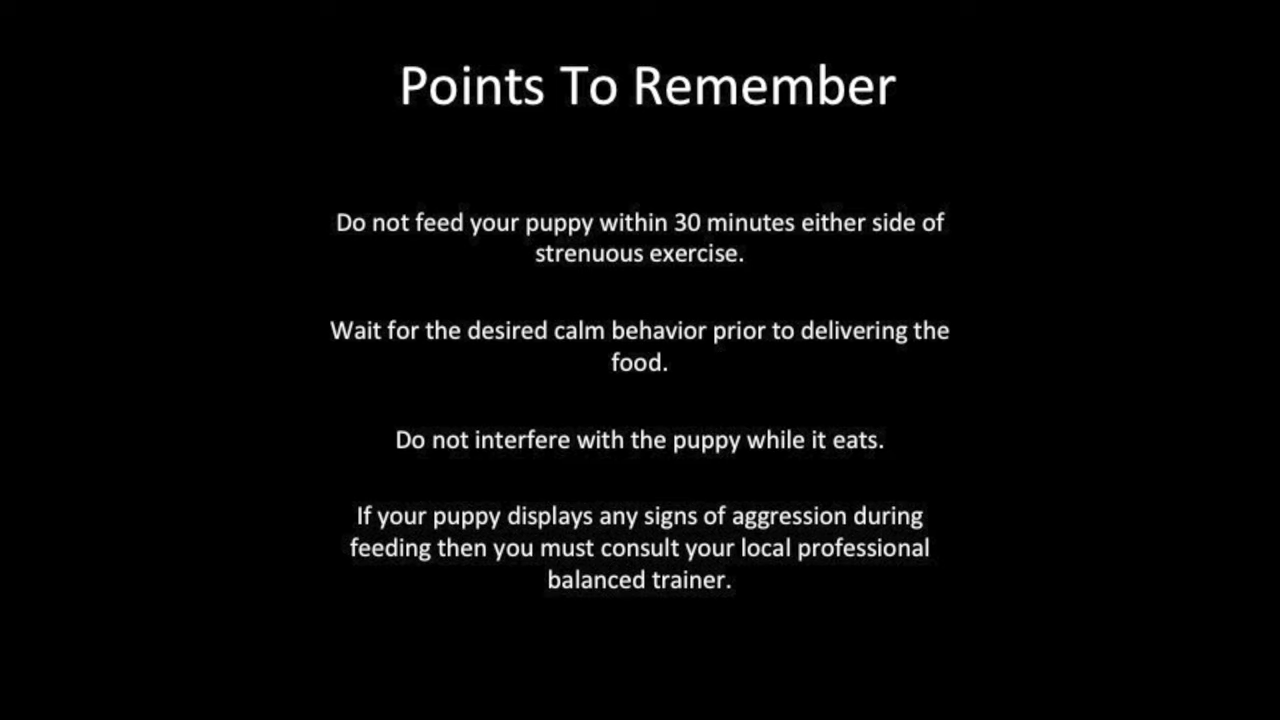 Points To Remember
Do not feed your puppy within 30 minutes either side of
strenuous exercise.
Wait for the desired calm behavior prior to delivering the
food.
Do not interfere with the puppy while it eats.
If your puppy displays any signs of aggression during
feeding then you must consult your local professional
balanced trainer.